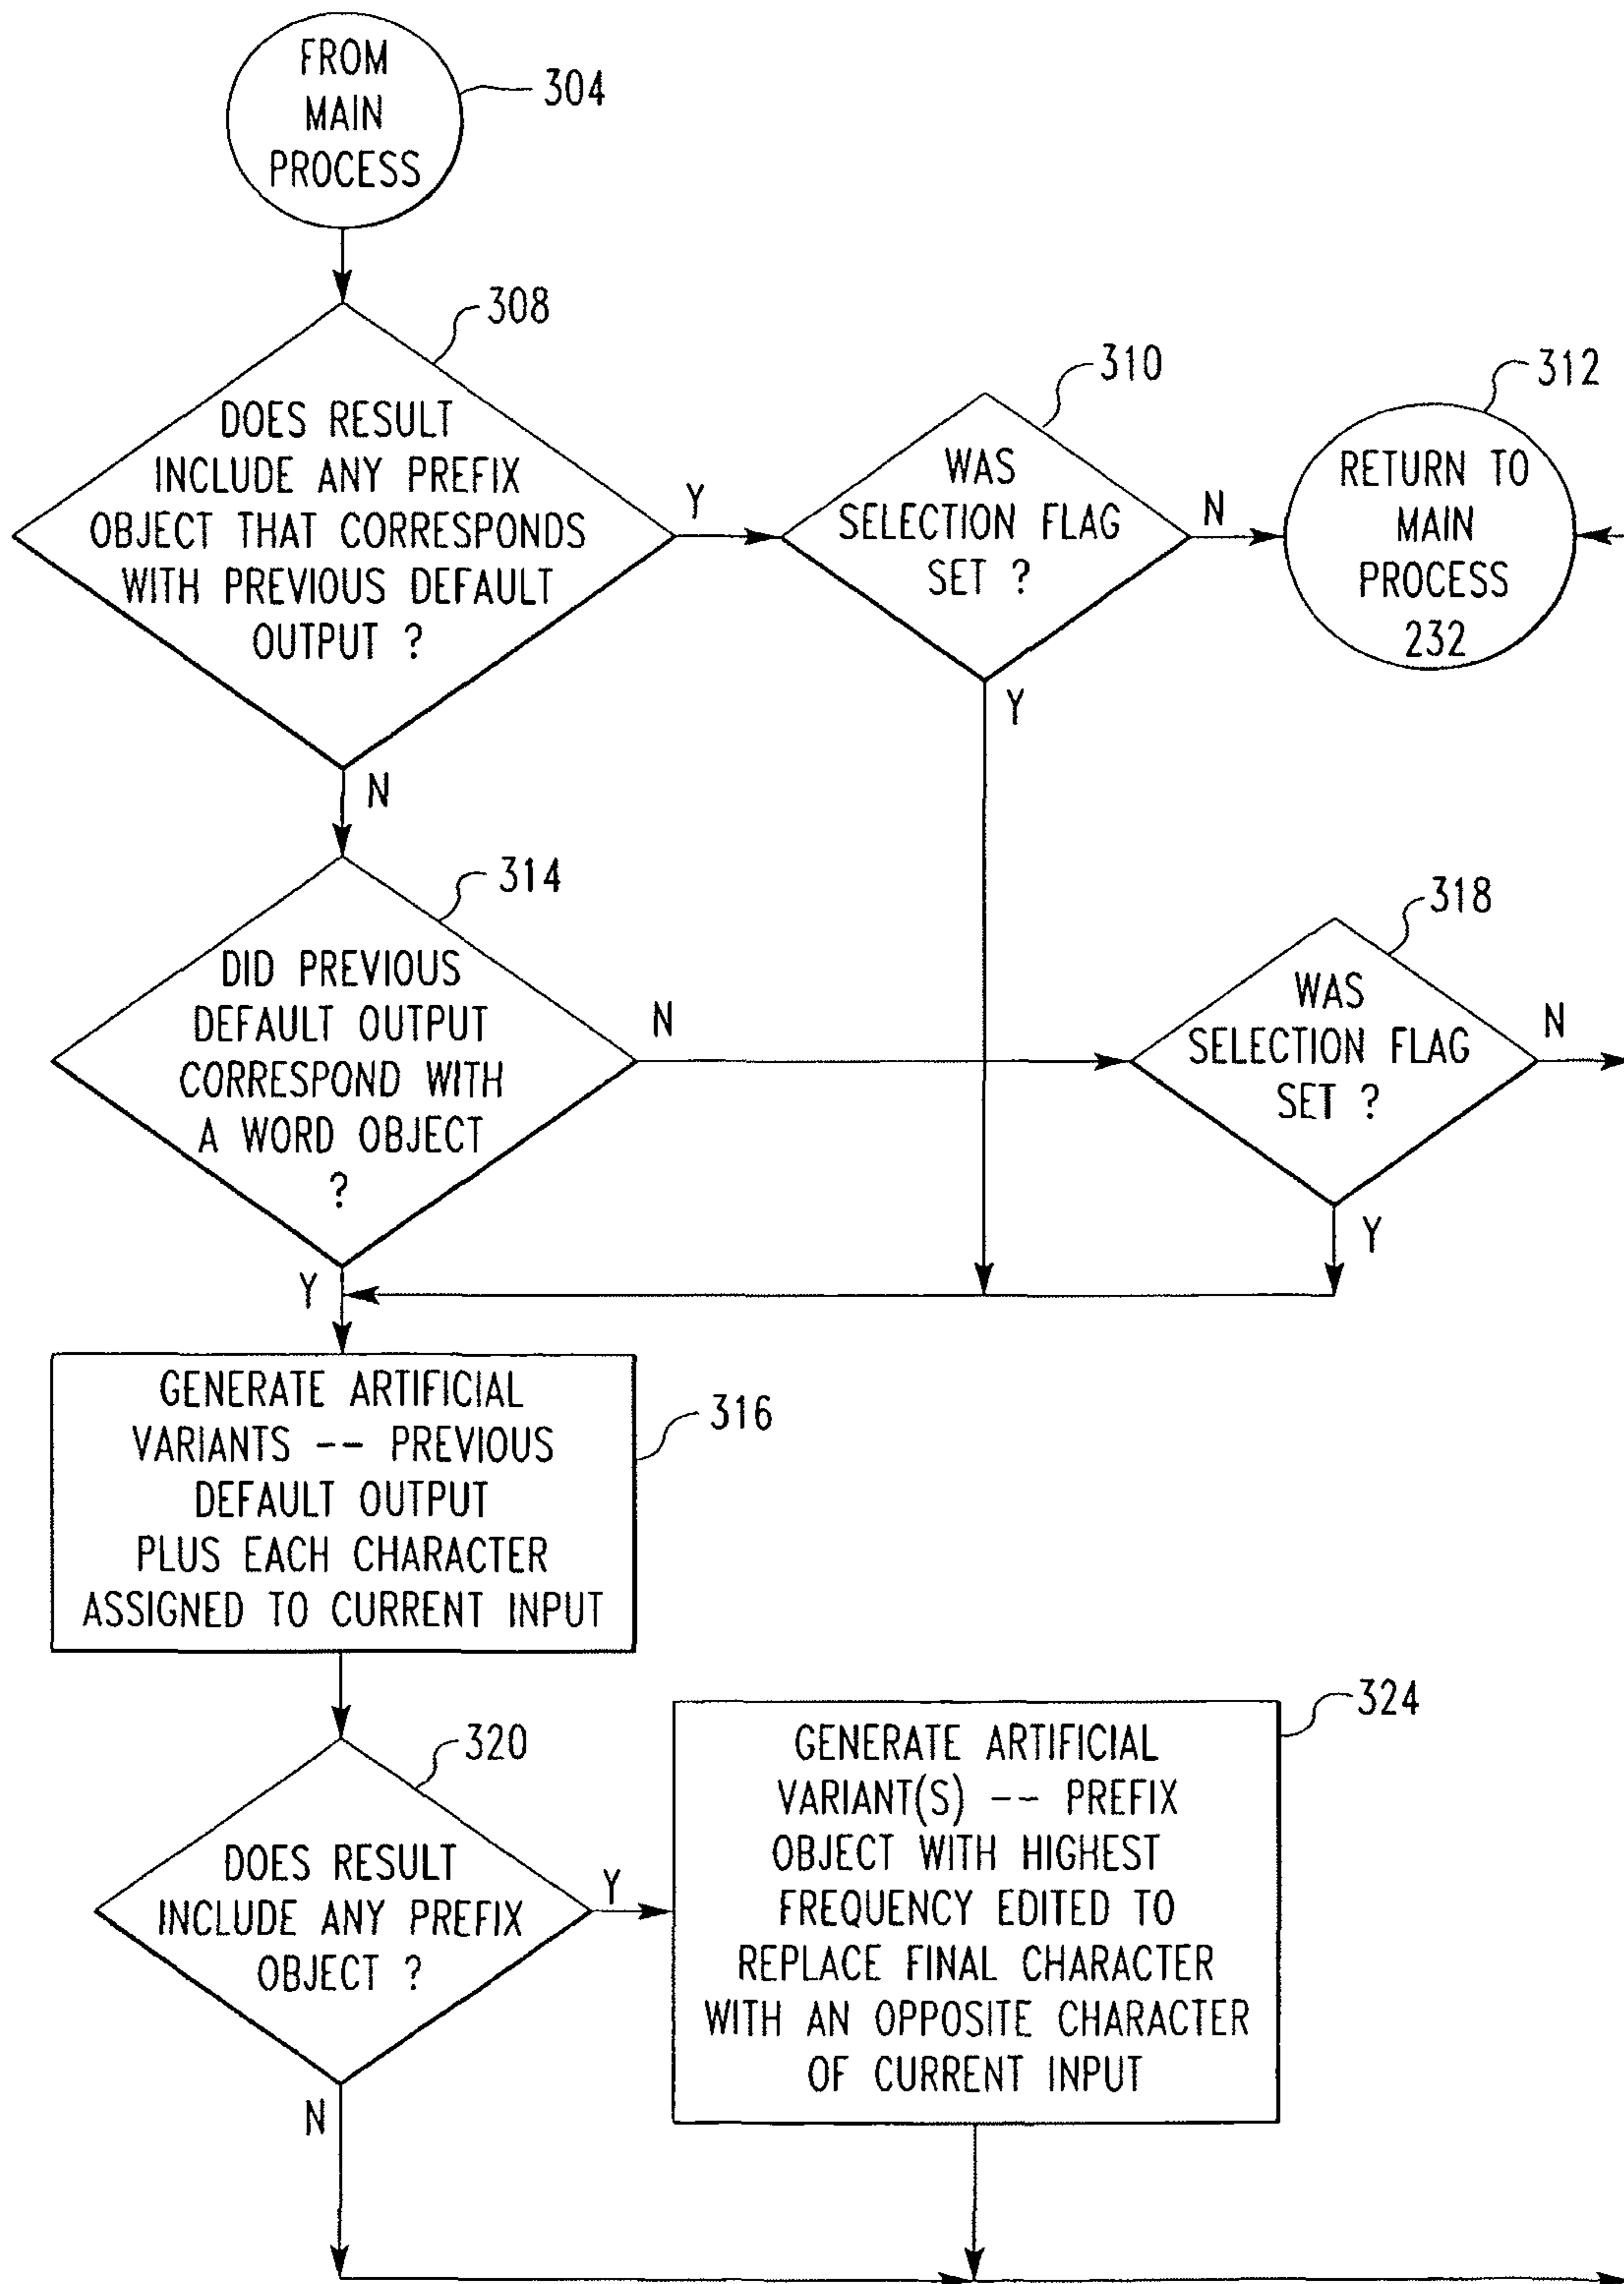 FROM
MAIN
PROCESS
304
308
DOES RESULT
INCLUDE ANY PREFIX
OBJECT THAT CORRESPONDS
WITH PREVIOUS DEFAULT
OUTPUT ?
Y
N
310
WAS
SELECTION FLAG
SET ?
N
Y
312
RETURN TO
MAIN
PROCESS
232
314
DID PREVIOUS
DEFAULT OUTPUT
CORRESPOND WITH
A WORD OBJECT
?
N
Y
318
WAS
SELECTION FLAG
SET ?
N
Y
GENERATE ARTIFICIAL
VARIANTS -- PREVIOUS
DEFAULT OUTPUT
PLUS EACH CHARACTER
ASSIGNED TO CURRENT INPUT
316
320
DOES RESULT
INCLUDE ANY PREFIX
OBJECT ?
Y
N
324
GENERATE ARTIFICIAL
VARIANT(S) -- PREFIX
OBJECT WITH HIGHEST
FREQUENCY EDITED TO
REPLACE FINAL CHARACTER
WITH AN OPPOSITE CHARACTER
OF CURRENT INPUT